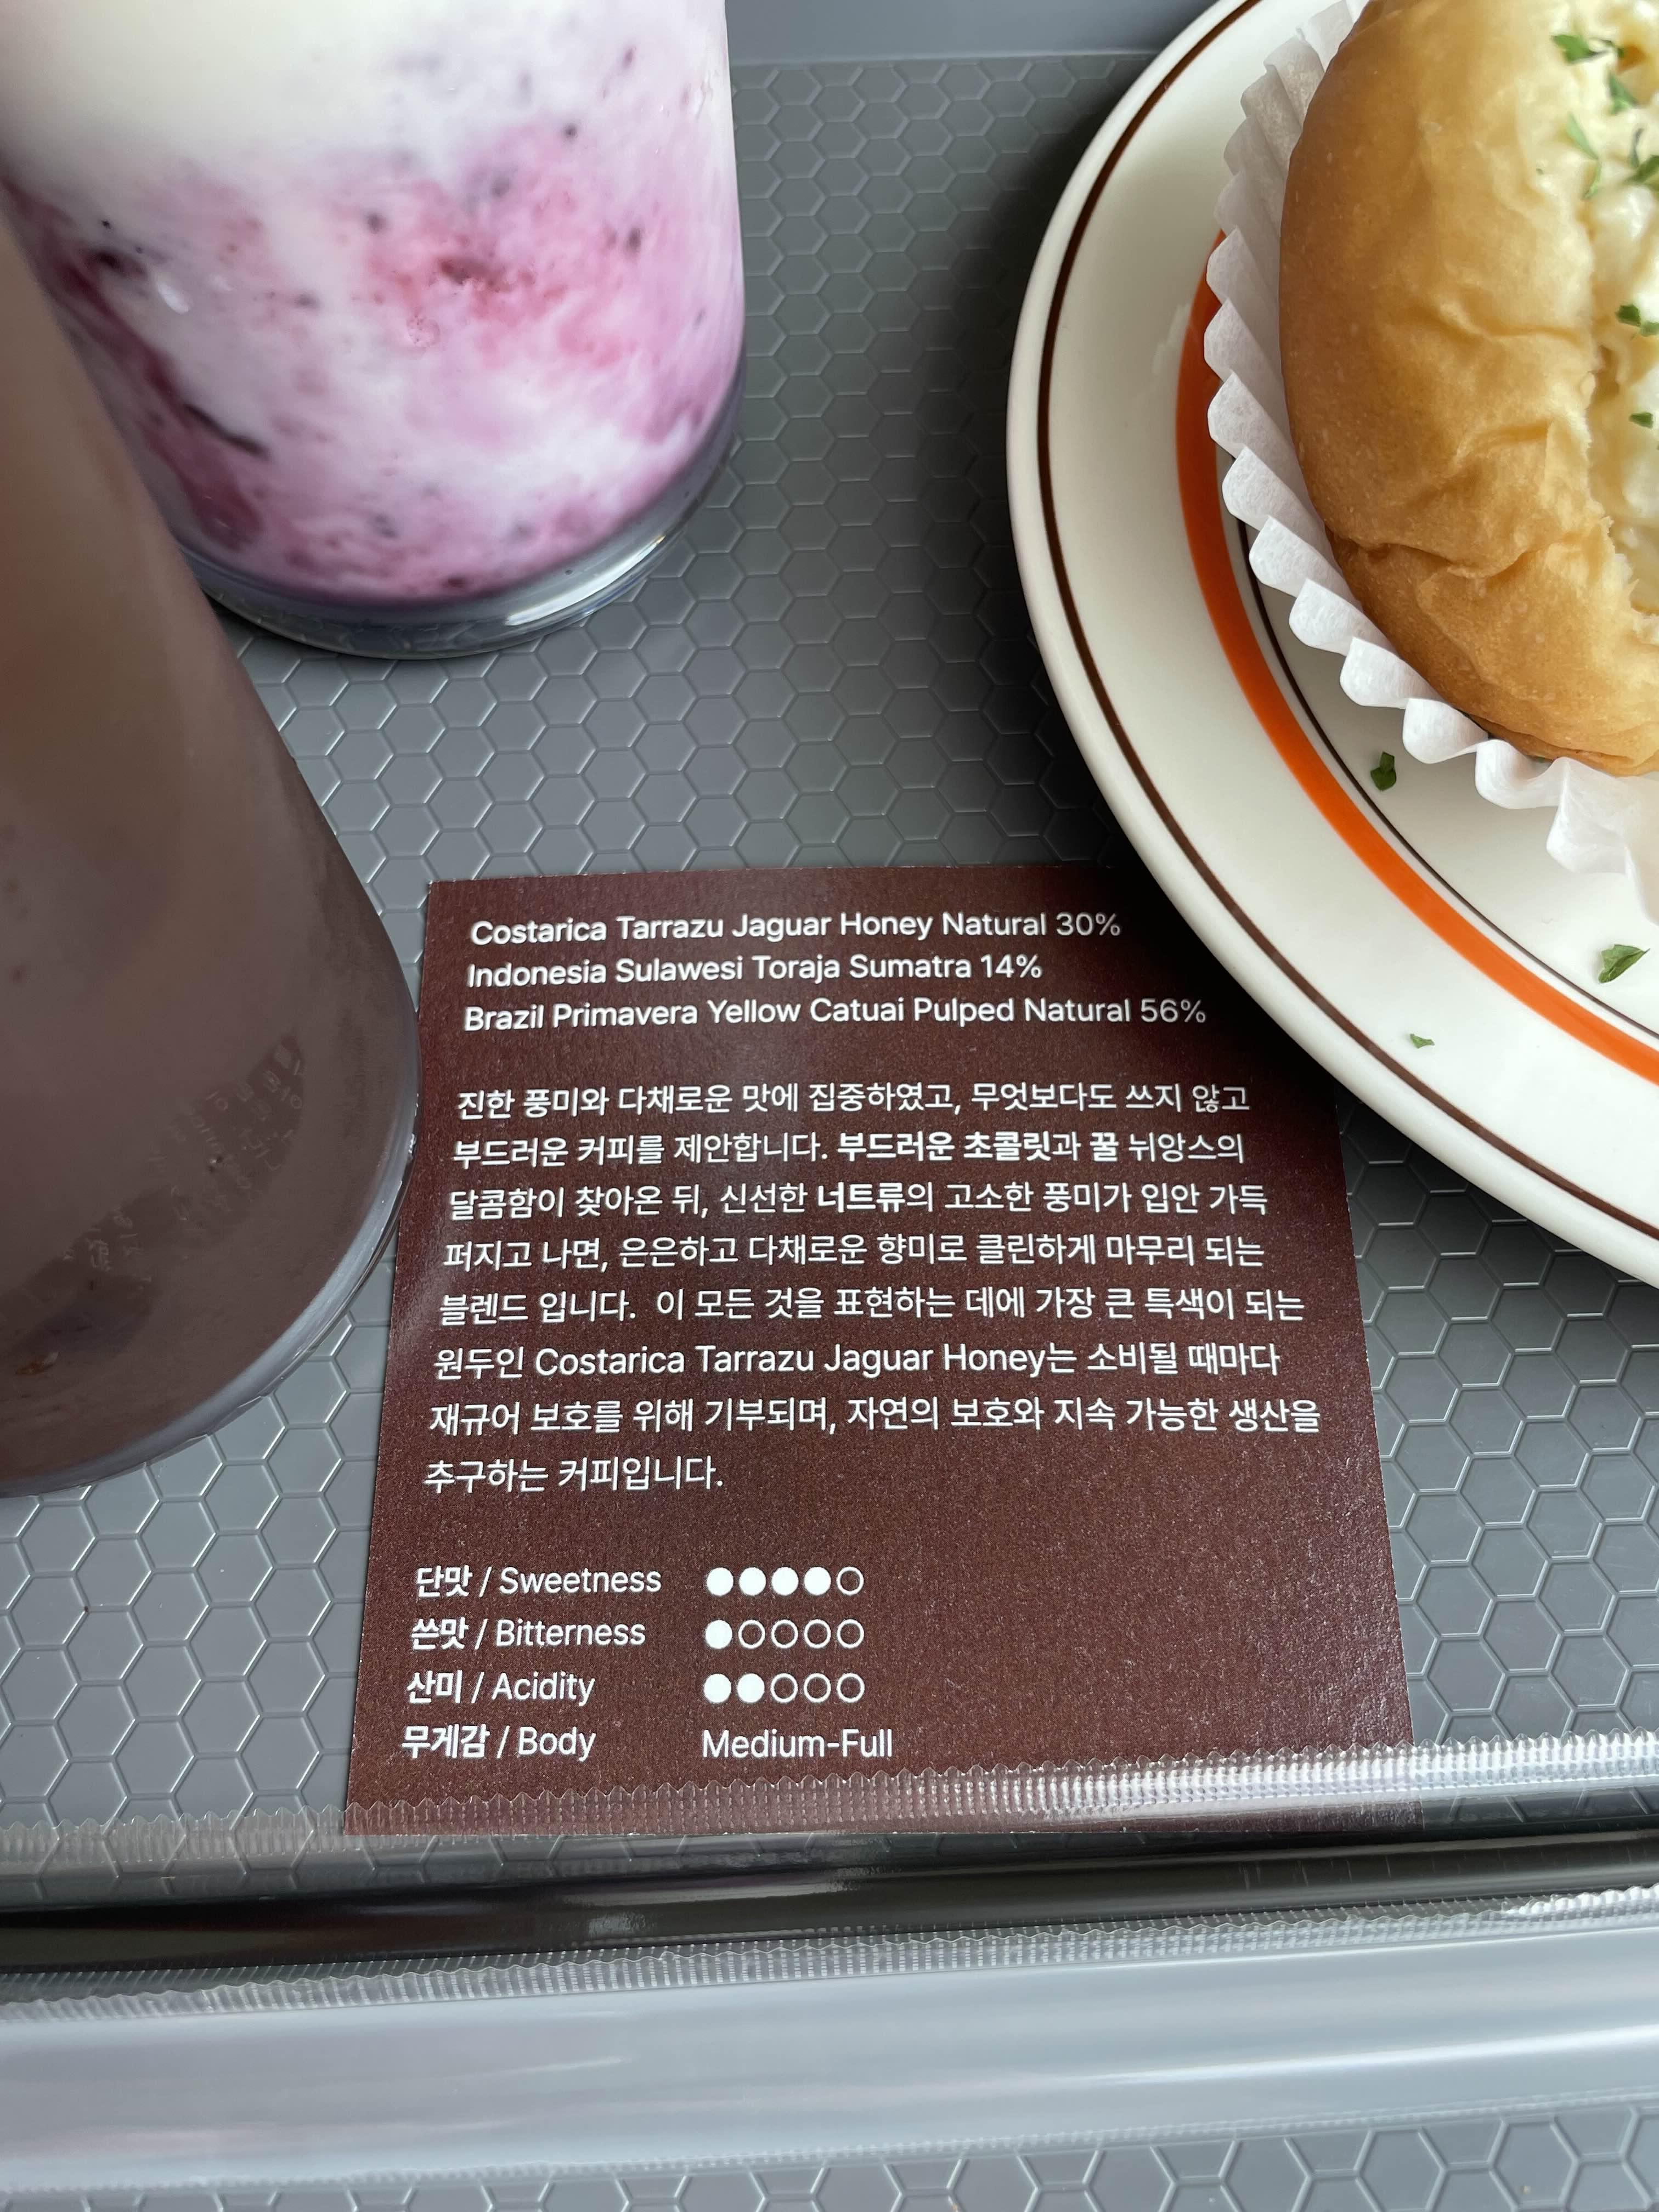 Costarica Tarrazu Jaguar Honey Natural 30%
Indonesia Sulawesi Toraja Sumatra 14%
Brazil Primavera Yellow Catuai Pulped Natural 56%
진한 풍미와 다채로운 맛에 집중하였고, 무엇보다도 쓰지 않고
부드러운 커피를 제안합니다. 부드러운 초콜릿과 꿀 뉘앙스의
달콤함이 찾아온 뒤, 신선한 너트류의 고소한 풍미가 입안 가득
퍼지고 나면, 은은하고 다채로운 향미로 클린하게 마무리 되는
블렌드 입니다. 이 모든 것을 표현하는 데에 가장 큰 특색이 되는
원두인 Costarica Tarrazu Jaguar Honey는 소비될 때마다
재규어 보호를 위해 기부되며, 자연의 보호와 지속 가능한 생산을
추구하는 커피입니다.
단맛 / Sweetness ●●●●○
쓴맛 / Bitterness ●○○○○
산미 / Acidity ●●○○○
무게감 / Body Medium-Full